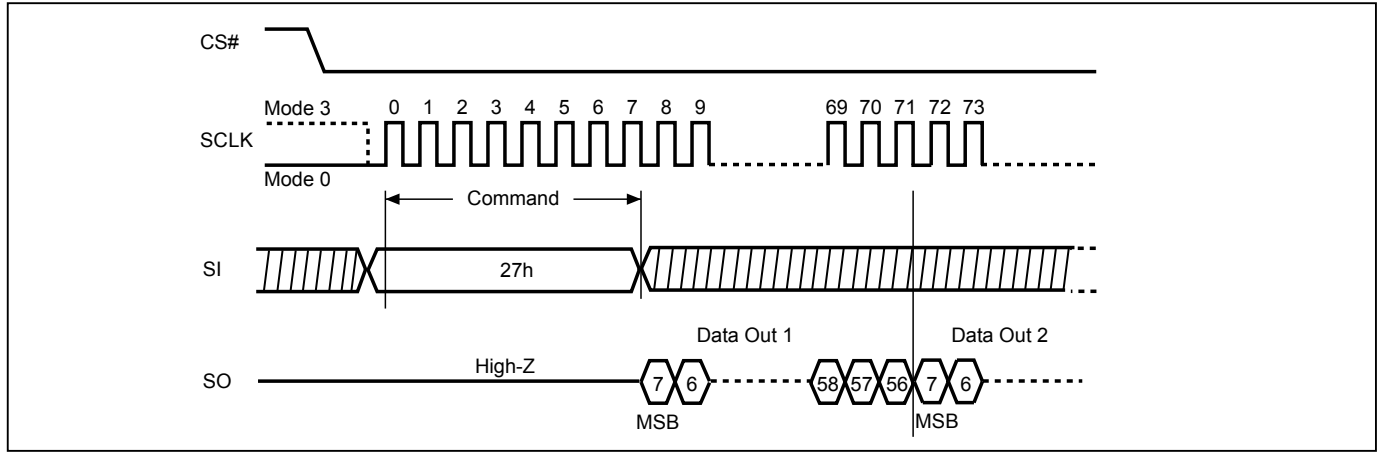 CS#
Mode 3
0 1 2 3 4 5 6 7 8 9 69 70 71 72 73
SCLK
Mode 0
Command
SI
27h
Data Out 1 Data Out 2
High-Z
SO
7 6 58 57 56 7 6
MSB MSB